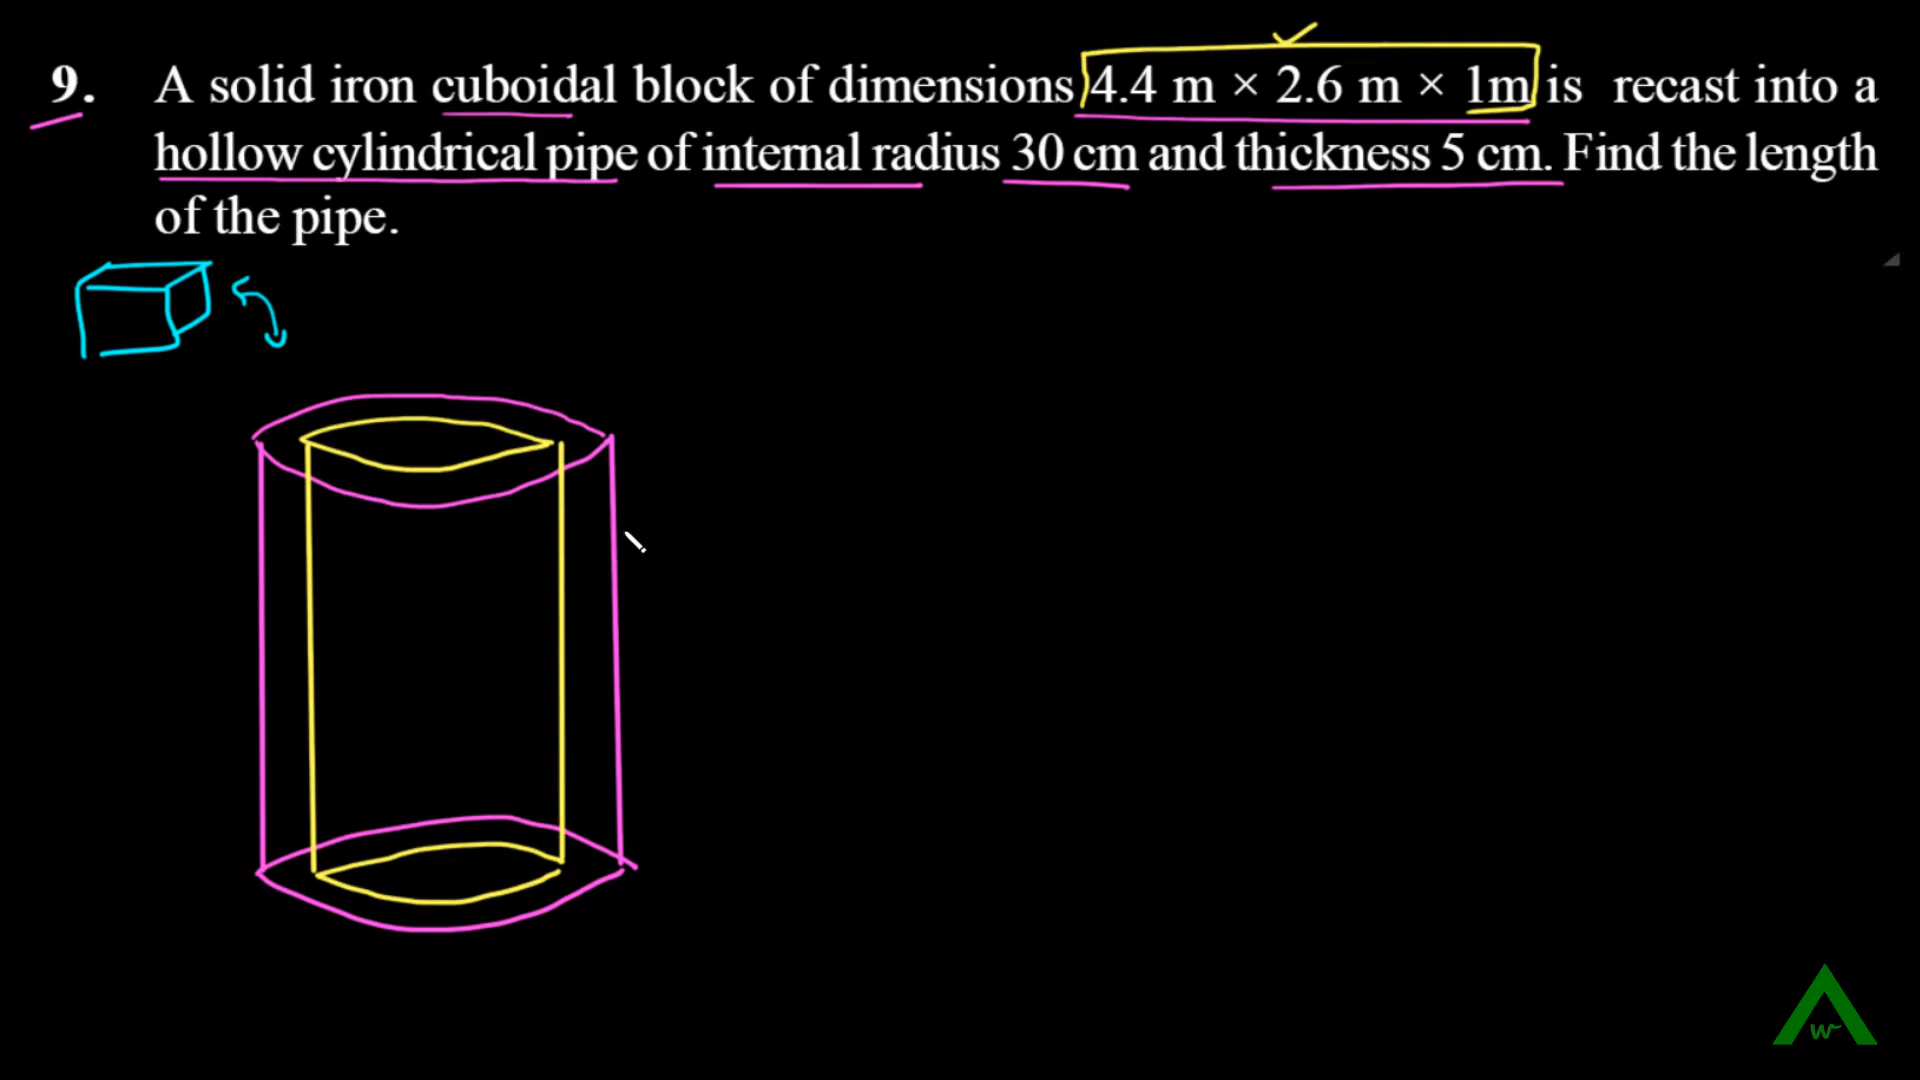 9. A solid iron cuboidal block of dimensions 4.4 m × 2.6 m × 1m is recast into a
hollow cylindrical pipe of internal radius 30 cm and thickness 5 cm. Find the length
of the pipe.
w